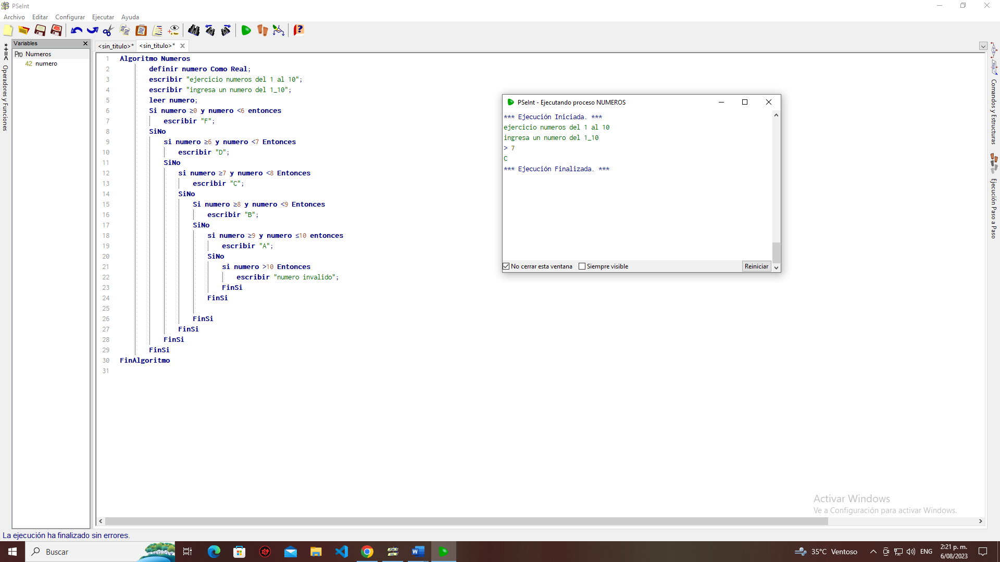 PSeInt
Archivo Editar Configurar Ejecutar Ayuda
Variables
<sin_titulo>* <sin_titulo>*
Pro Numeros
42 numero
*+=< Operadores y Funciones
1 Algoritmo Numeros
2 definir numero Como Real;
3 escribir "ejercicio numeros del 1 al 10";
4 escribir "ingresa un numero del 1_10";
5 leer numero;
6 Si numero ≥0 y numero <6 entonces
7 escribir "F";
8 SiNo
9 si numero ≥6 y numero <7 Entonces
10 escribir "D";
11 SiNo
12 si numero ≥7 y numero <8 Entonces
13 escribir "C";
14 SiNo
15 Si numero ≥8 y numero <9 Entonces
16 escribir "B";
17 SiNo
18 si numero ≥9 y numero ≤10 entonces
19 escribir "A";
20 SiNo
21 si numero >10 Entonces
22 escribir "numero invalido";
23 FinSi
24 FinSi
25
26 FinSi
27 FinSi
28 FinSi
29 FinSi
30 FinAlgoritmo
31
PSeInt - Ejecutando proceso NUMEROS
*** Ejecución Iniciada. ***
ejercicio numeros del 1 al 10
ingresa un numero del 1_10
> 7
C
*** Ejecución Finalizada. ***
No cerrar esta ventana Siempre visible Reiniciar
Comandos y Estructuras
Ejecución Paso a Paso
Activar Windows
Ve a Configuración para activar Windows.
La ejecución ha finalizado sin errores.
Buscar
35°C Ventoso
ENG
2:21 p. m.
6/08/2023